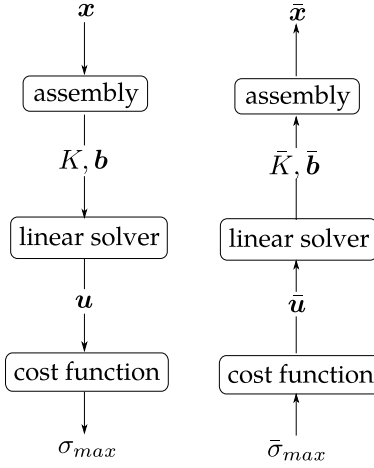 x
assembly
K, b
linear solver
u
cost function
σ_max
x̄
assembly
K̄, b̄
linear solver
ū
cost function
σ̄_max